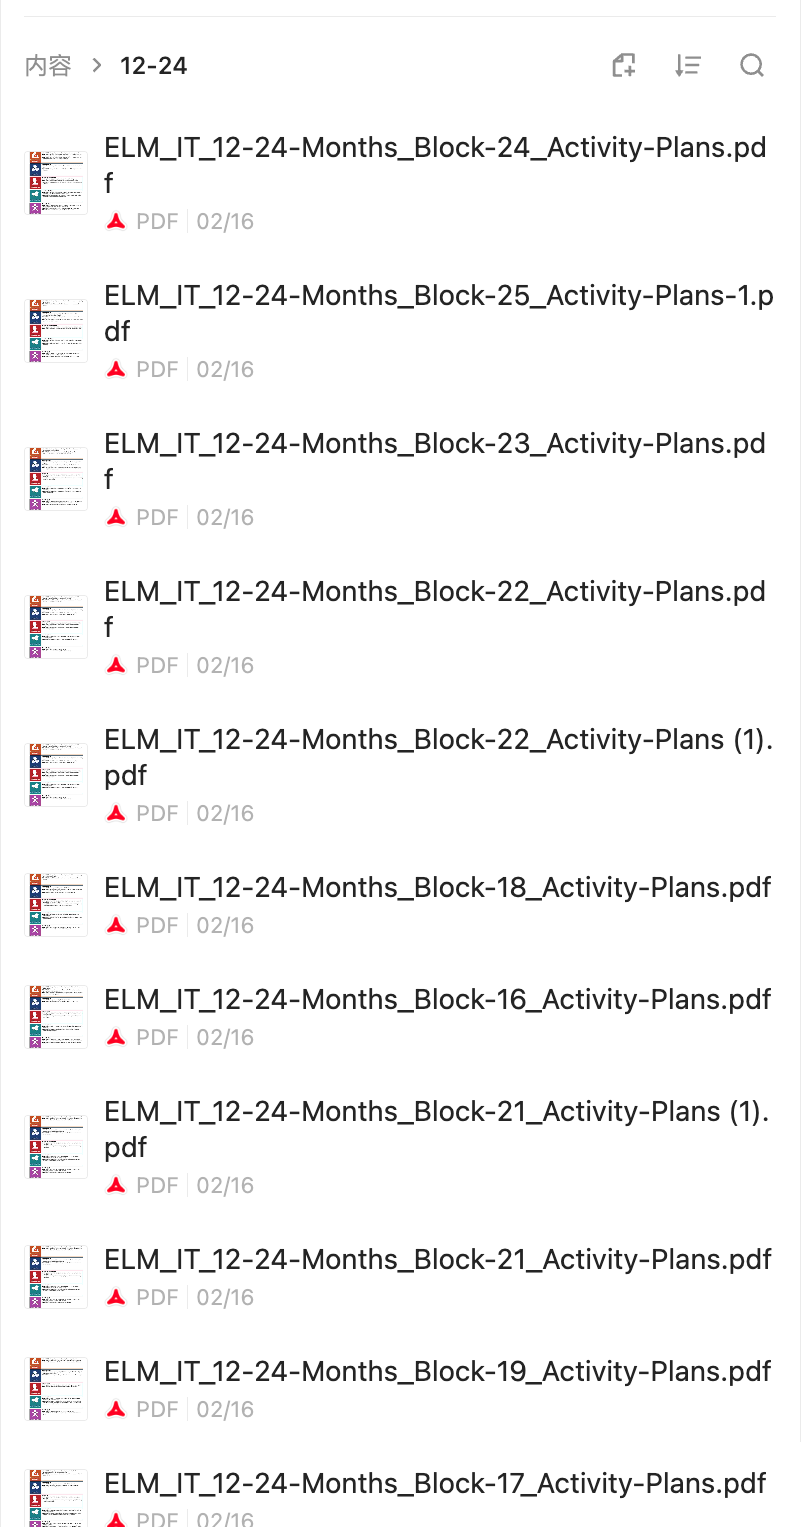 内容 > 12-24
ELM_IT_12-24-Months_Block-24_Activity-Plans.pd
f
PDF | 02/16
ELM_IT_12-24-Months_Block-25_Activity-Plans-1.p
df
PDF | 02/16
ELM_IT_12-24-Months_Block-23_Activity-Plans.pd
f
PDF | 02/16
ELM_IT_12-24-Months_Block-22_Activity-Plans.pd
f
PDF | 02/16
ELM_IT_12-24-Months_Block-22_Activity-Plans (1).
pdf
PDF | 02/16
ELM_IT_12-24-Months_Block-18_Activity-Plans.pdf
PDF | 02/16
ELM_IT_12-24-Months_Block-16_Activity-Plans.pdf
PDF | 02/16
ELM_IT_12-24-Months_Block-21_Activity-Plans (1).
pdf
PDF | 02/16
ELM_IT_12-24-Months_Block-21_Activity-Plans.pdf
PDF | 02/16
ELM_IT_12-24-Months_Block-19_Activity-Plans.pdf
PDF | 02/16
ELM_IT_12-24-Months_Block-17_Activity-Plans.pdf
PDF | 02/16